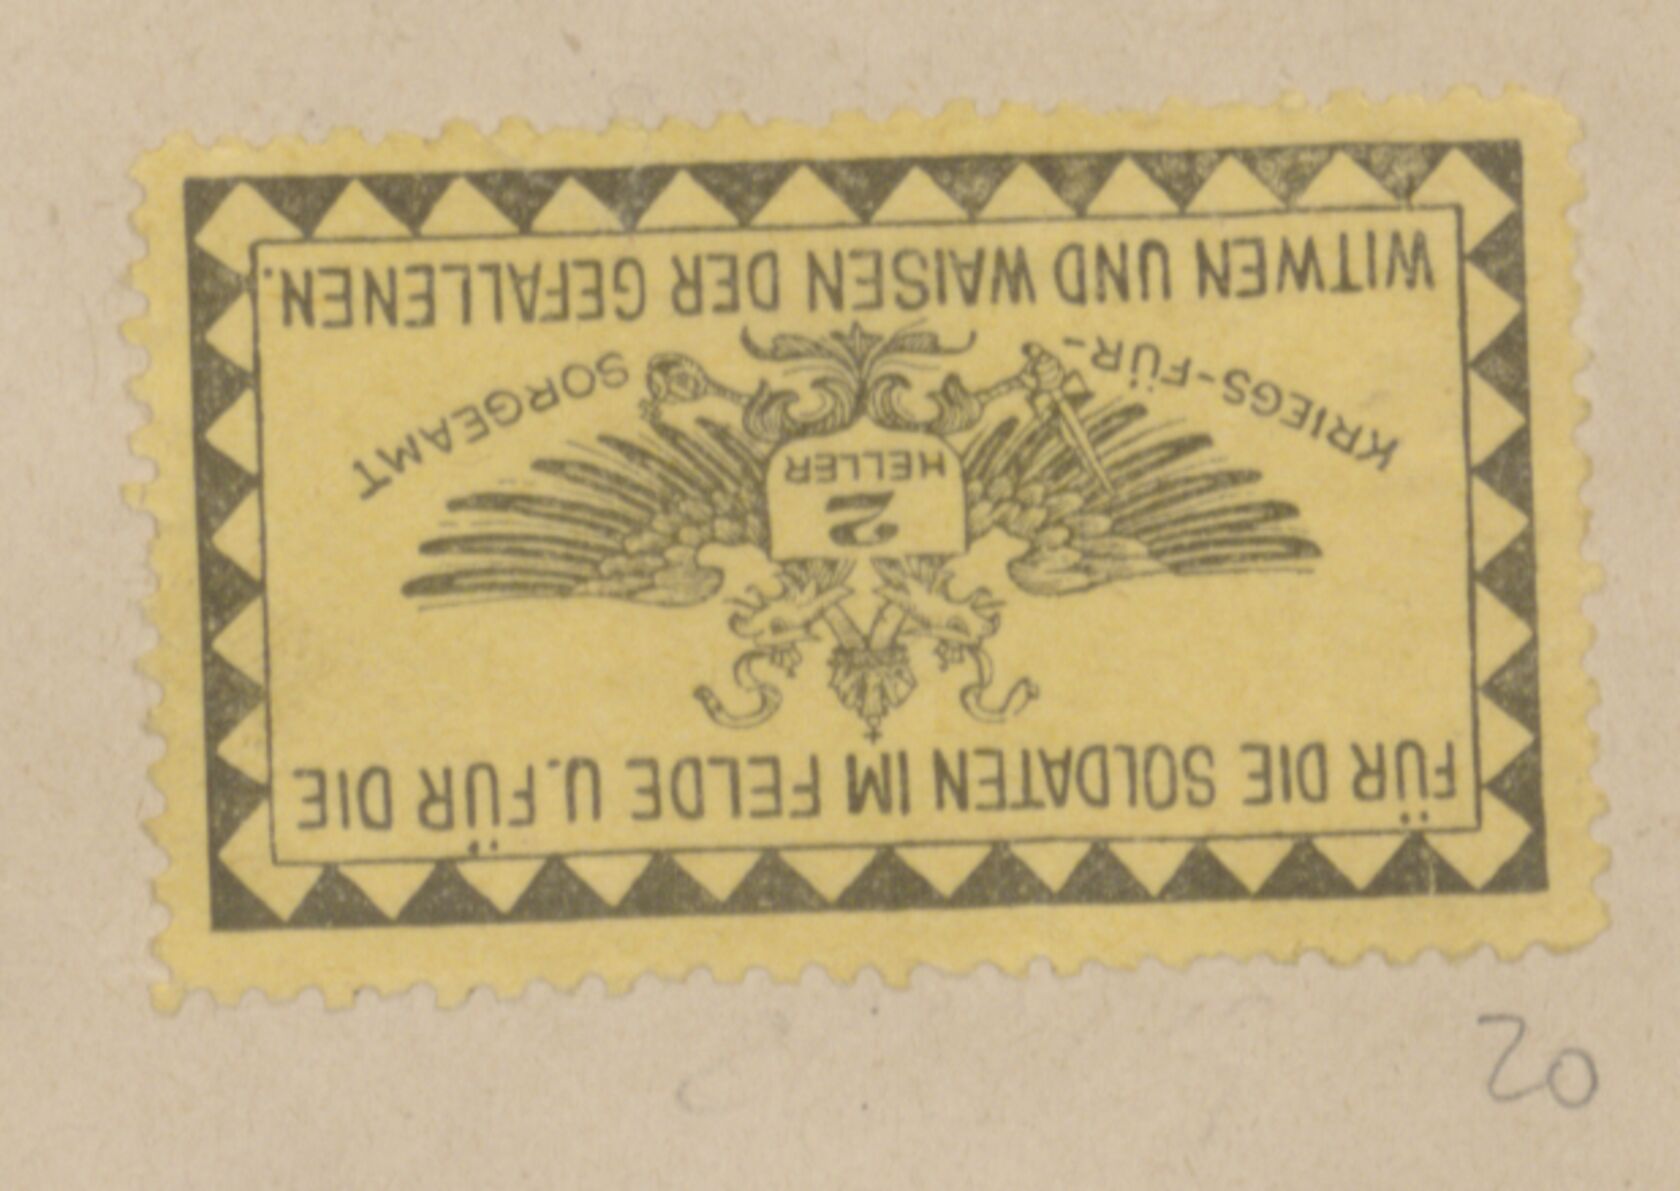 FÜR DIE SOLDATEN IM FELDE U. FÜR DIE
2
HELLER
KRIEGS-FÜR-
SORGEAMT
WITWEN UND WAISEN DER GEFALLENEN.
20